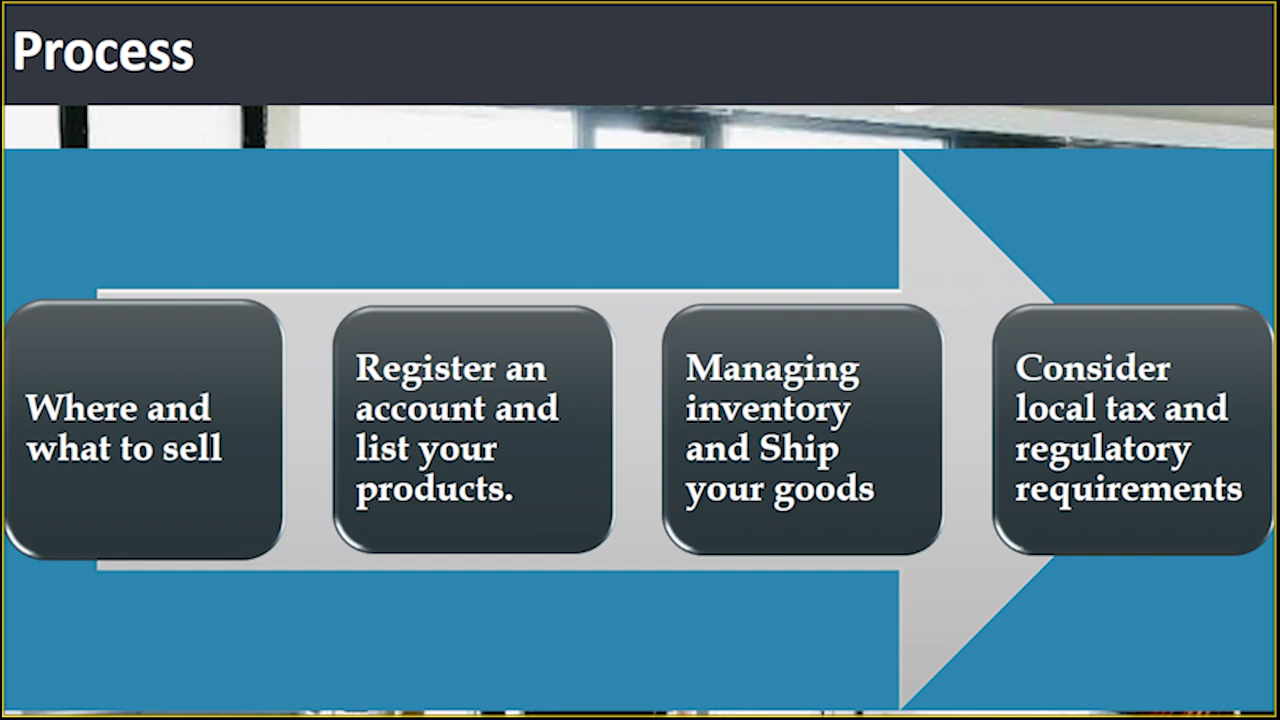 Process
Where and
what to sell
Register an
account and
list your
products.
Managing
inventory
and Ship
your goods
Consider
local tax and
regulatory
requirements